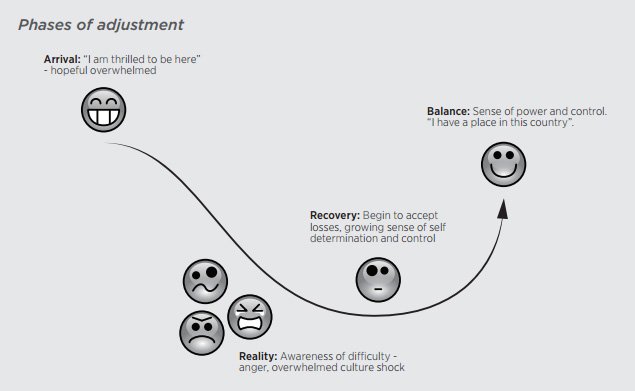 Phases of adjustment
Arrival: “I am thrilled to be here”
- hopeful overwhelmed
Balance: Sense of power and control.
“I have a place in this country”.
Recovery: Begin to accept
losses, growing sense of self
determination and control
Reality: Awareness of difficulty -
anger, overwhelmed culture shock